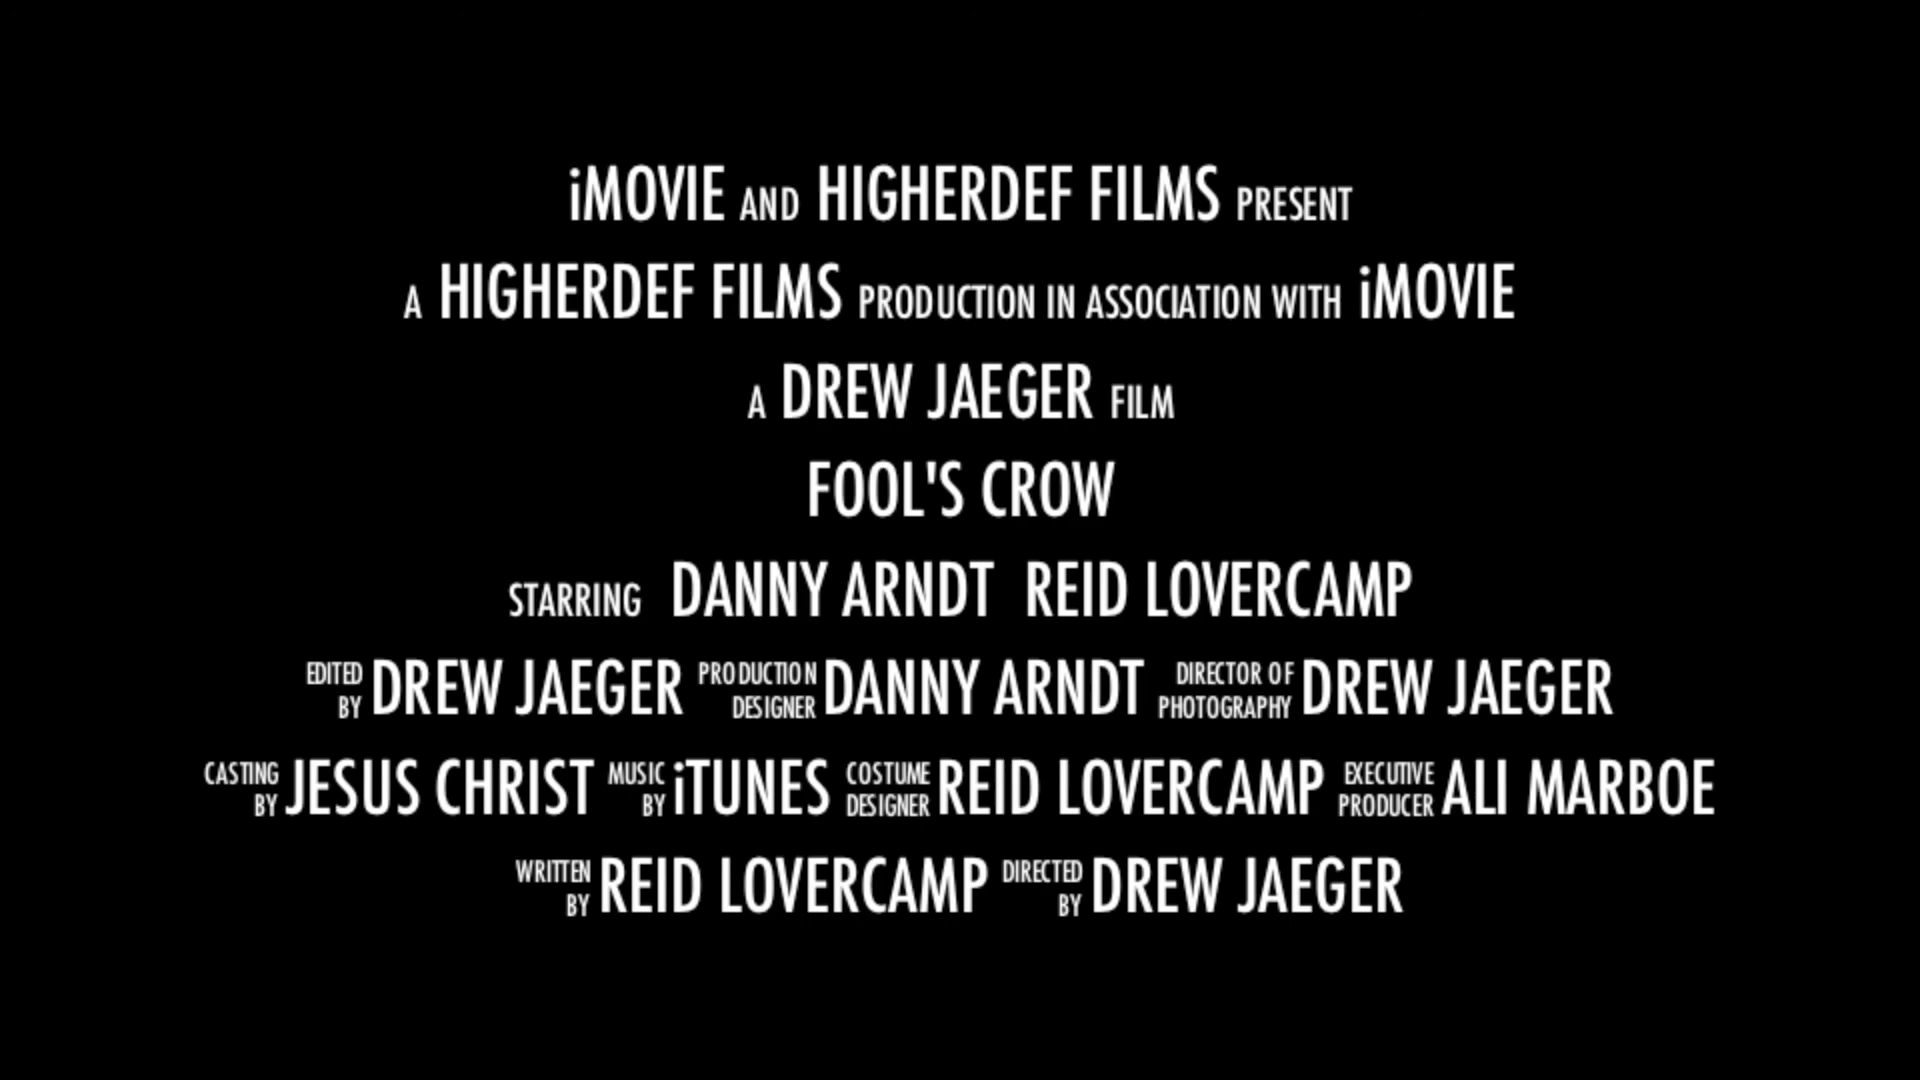 iMOVIE AND HIGHERDEF FILMS PRESENT
A HIGHERDEF FILMS PRODUCTION IN ASSOCIATION WITH iMOVIE
A DREW JAEGER FILM
FOOL'S CROW
STARRING DANNY ARNDT REID LOVERCAMP
EDITED BY DREW JAEGER PRODUCTION DESIGNER DANNY ARNDT DIRECTOR OF PHOTOGRAPHY DREW JAEGER
CASTING BY JESUS CHRIST MUSIC BY iTUNES COSTUME DESIGNER REID LOVERCAMP EXECUTIVE PRODUCER ALI MARBOE
WRITTEN BY REID LOVERCAMP DIRECTED BY DREW JAEGER